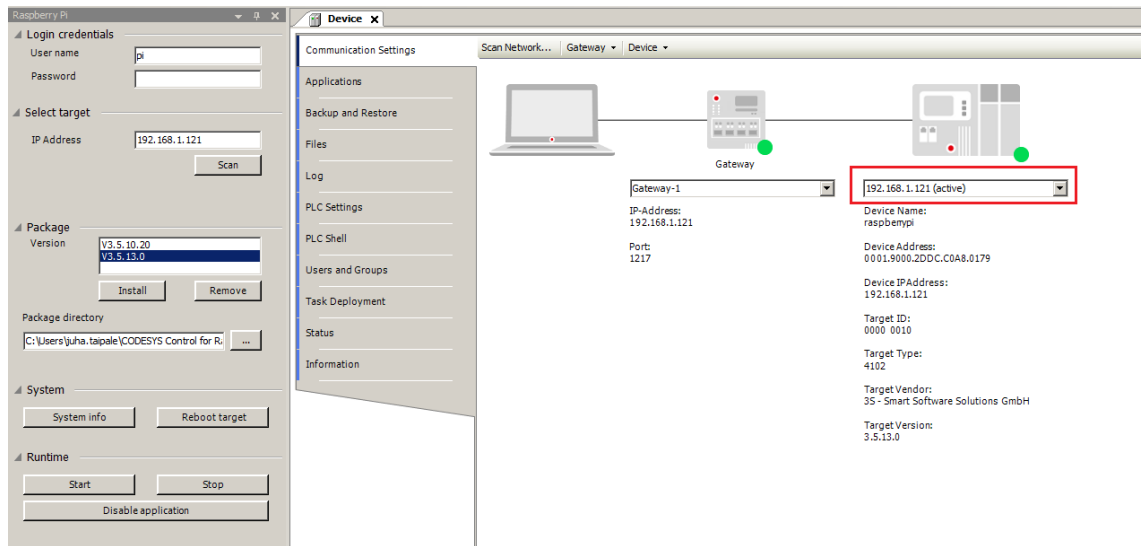 Raspberry Pi
Login credentials
User name
pi
Password
Select target
IP Address
192.168.1.121
Scan
Package
Version
V3.5.10.20
V3.5.13.0
Install
Remove
Package directory
C:\Users\juha.taipale\CODESYS Control for R
...
System
System info
Reboot target
Runtime
Start
Stop
Disable application
Device
Communication Settings
Applications
Backup and Restore
Files
Log
PLC Settings
PLC Shell
Users and Groups
Task Deployment
Status
Information
Scan Network...
Gateway
Device
Gateway
Gateway-1
IP-Address:
192.168.1.121
Port:
1217
192.168.1.121 (active)
Device Name:
raspberrypi
Device Address:
0001.9000.2DDC.C0A8.0179
Device IPAddress:
192.168.1.121
Target ID:
0000 0010
Target Type:
4102
Target Vendor:
3S - Smart Software Solutions GmbH
Target Version:
3.5.13.0